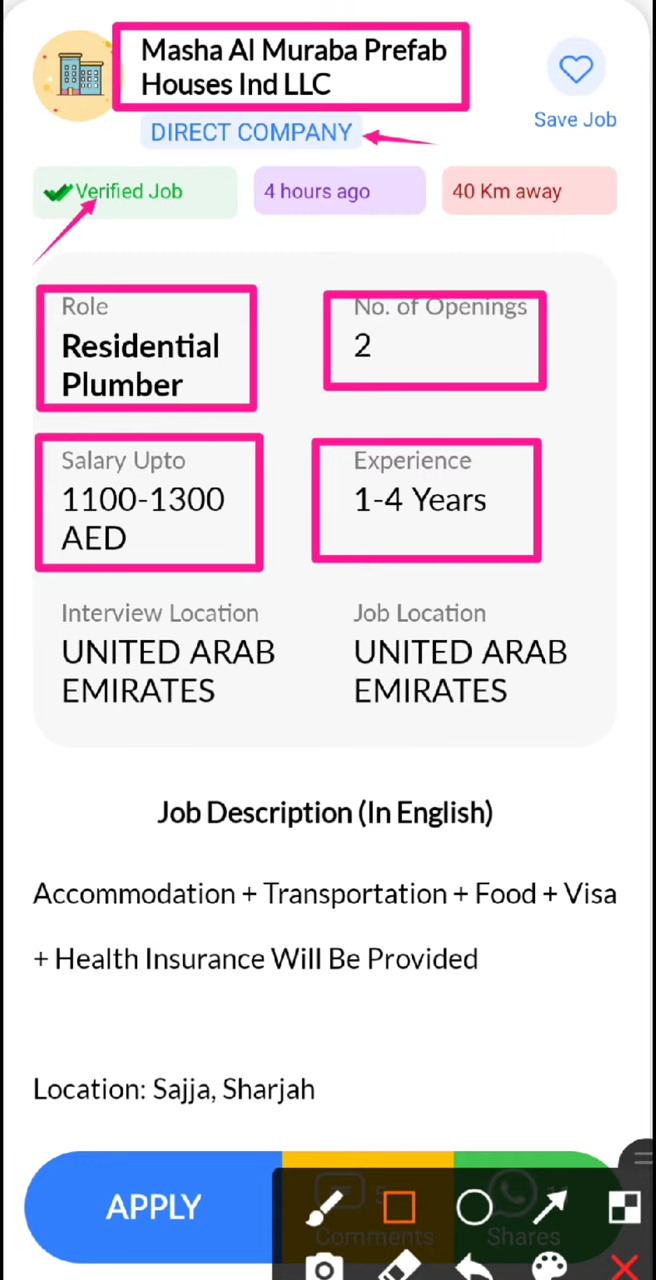 Masha Al Muraba Prefab
Houses Ind LLC
DIRECT COMPANY
Save Job
Verified Job
4 hours ago
40 Km away
Role
Residential
Plumber
No. of Openings
2
Salary Upto
1100-1300
AED
Experience
1-4 Years
Interview Location
UNITED ARAB
EMIRATES
Job Location
UNITED ARAB
EMIRATES
Job Description (In English)
Accommodation + Transportation + Food + Visa
+ Health Insurance Will Be Provided
Location: Sajja, Sharjah
APPLY
Comments
Shares